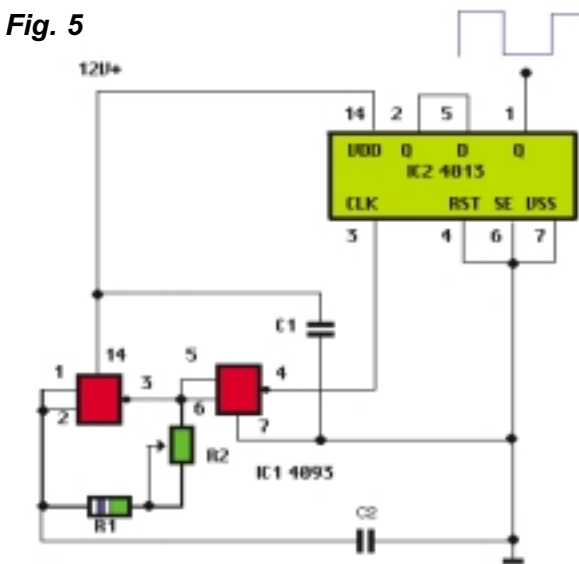 Fig. 5
12V+
14 2 5 1
VDD Q D Q
IC2 4013
CLK RST SE VSS
3 4 6 7
C1
14
1
3
2
5
4
6
7
R2
IC1 4093
R1
C2